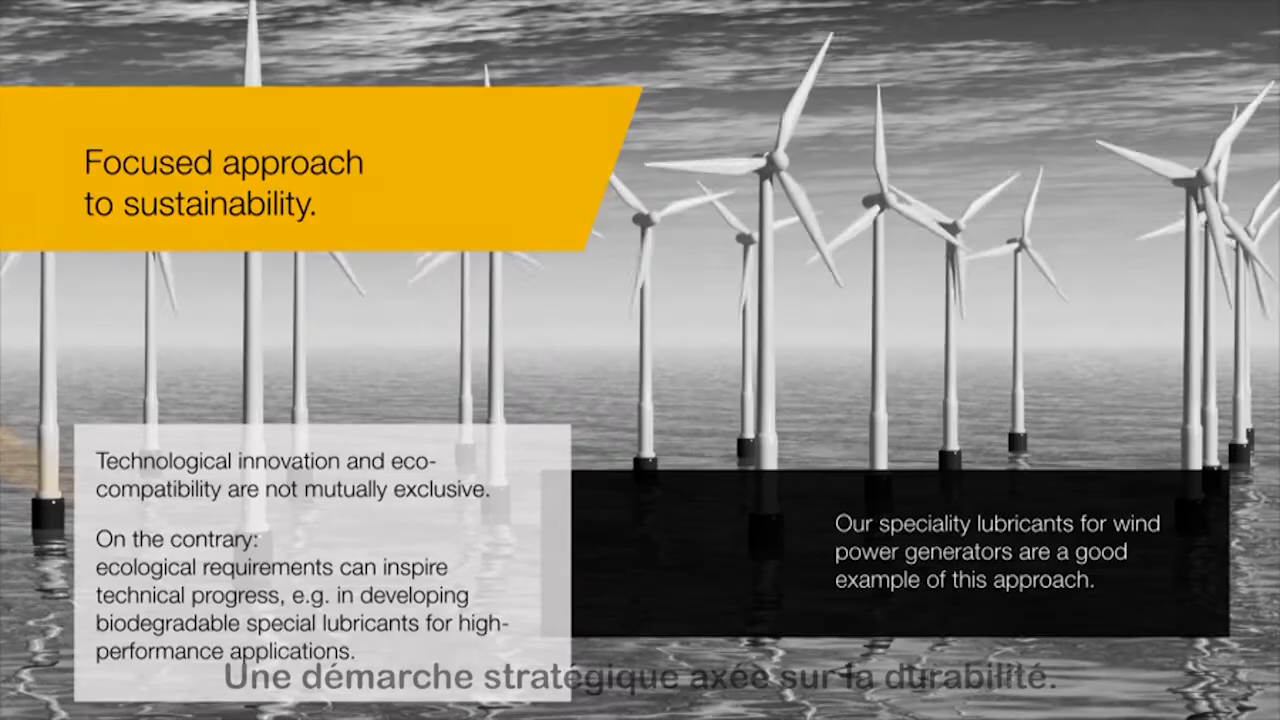 Focused approach
to sustainability.
Technological innovation and eco-
compatibility are not mutually exclusive.
On the contrary:
ecological requirements can inspire
technical progress, e.g. in developing
biodegradable special lubricants for high-
performance applications.
Our speciality lubricants for wind
power generators are a good
example of this approach.
Une démarche stratégique axée sur la durabilité.